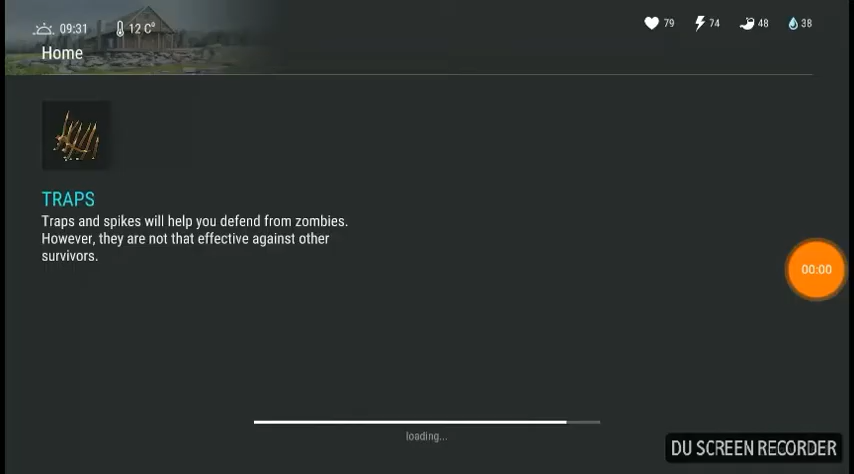 09:31 12 C° 79 74 48 38
Home
TRAPS
Traps and spikes will help you defend from zombies.
However, they are not that effective against other
survivors.
00:00
loading...
DU SCREEN RECORDER